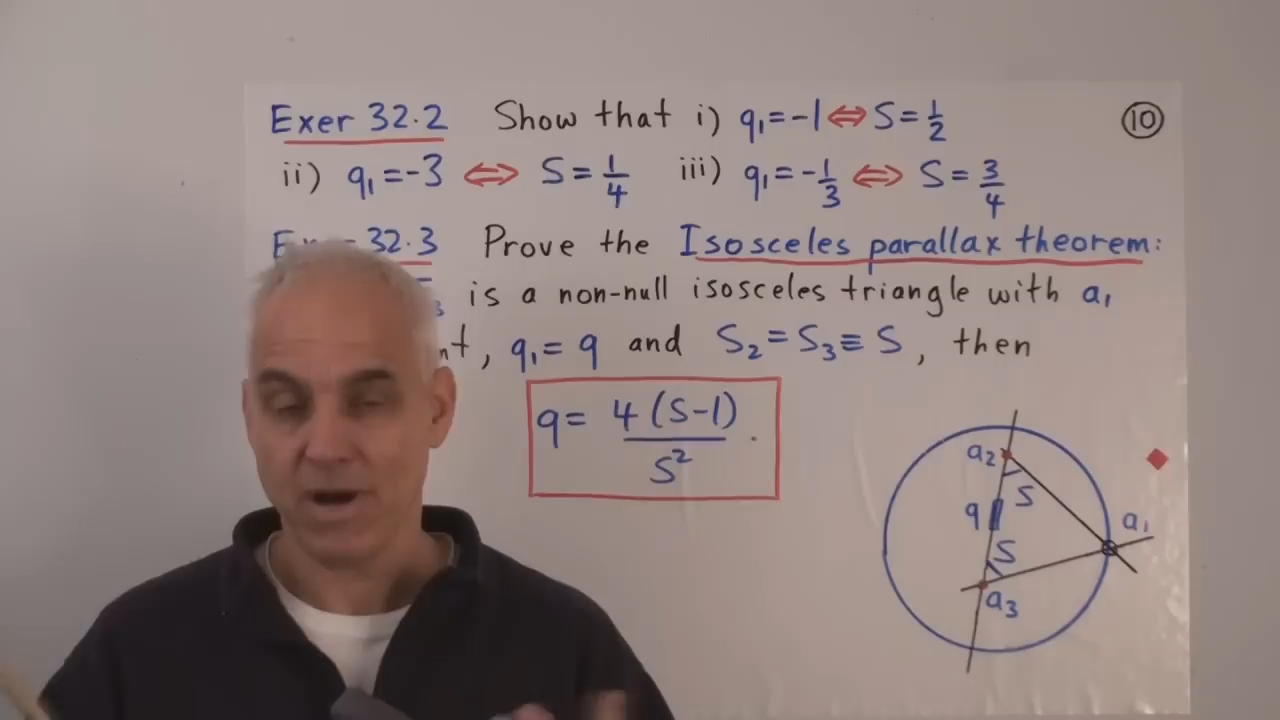 Exer 32.2 Show that i) q₁=-1 ⇔ S=1/2
⑩
ii) q₁=-3 ⇔ S=1/4 iii) q₁=-1/3 ⇔ S=3/4
32.3 Prove the Isosceles parallax theorem:
is a non-null isosceles triangle with a₁
q₁=q and S₂=S₃≡S, then
q= 4(S-1)/S² .
a₂
S
q
a₁
S
a₃